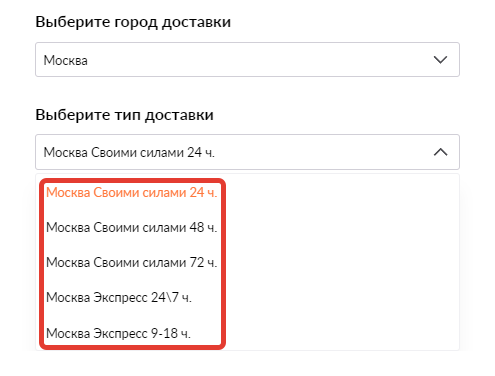 Выберите город доставки
Москва
Выберите тип доставки
Москва Своими силами 24 ч.
Москва Своими силами 24 ч.
Москва Своими силами 48 ч.
Москва Своими силами 72 ч.
Москва Экспресс 24\7 ч.
Москва Экспресс 9-18 ч.